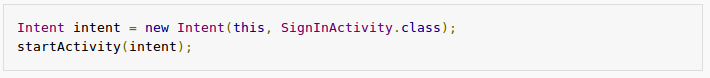 Intent intent = new Intent(this, SignInActivity.class);
startActivity(intent);